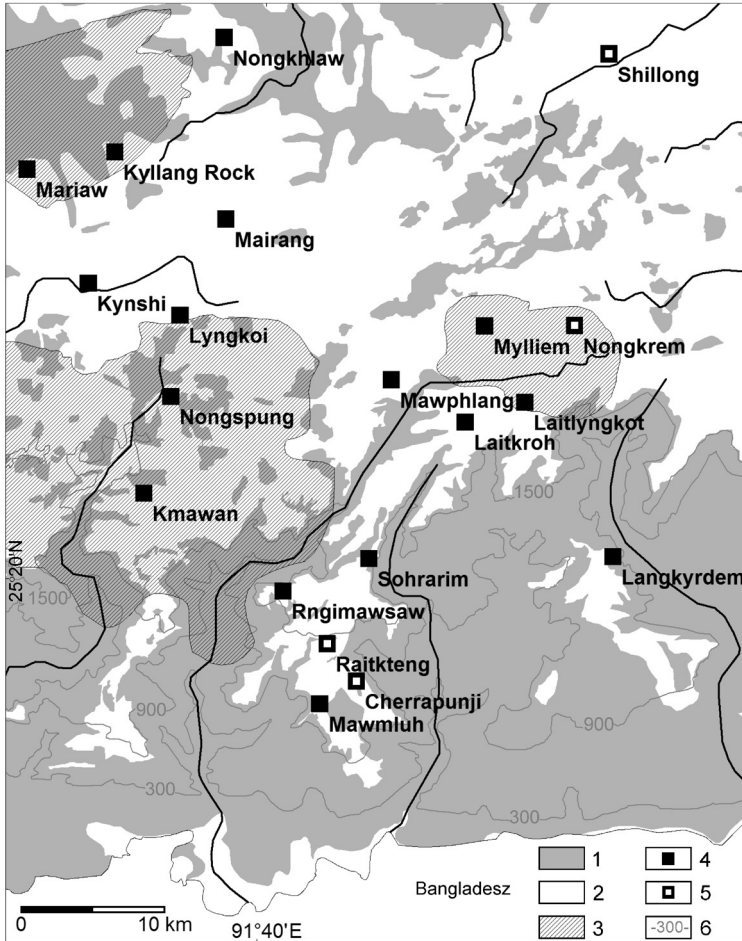 Nongkhlaw
Shillong
Kyllang Rock
Mariaw
Mairang
Kynshi
Lyngkoi
Mylliem
Nongkrem
Mawphlang
Nongspung
Laitlyngkot
Laitkroh
Kmawan
1500
Sohrarim
Langkyrdem
25°20'N
1500
Rngimawsaw
Raitkteng
Cherrapunji
Mawmluh
900
900
300
300
1
4
Bangladesz
2
5
3
-300-
6
0
10 km
91°40'E